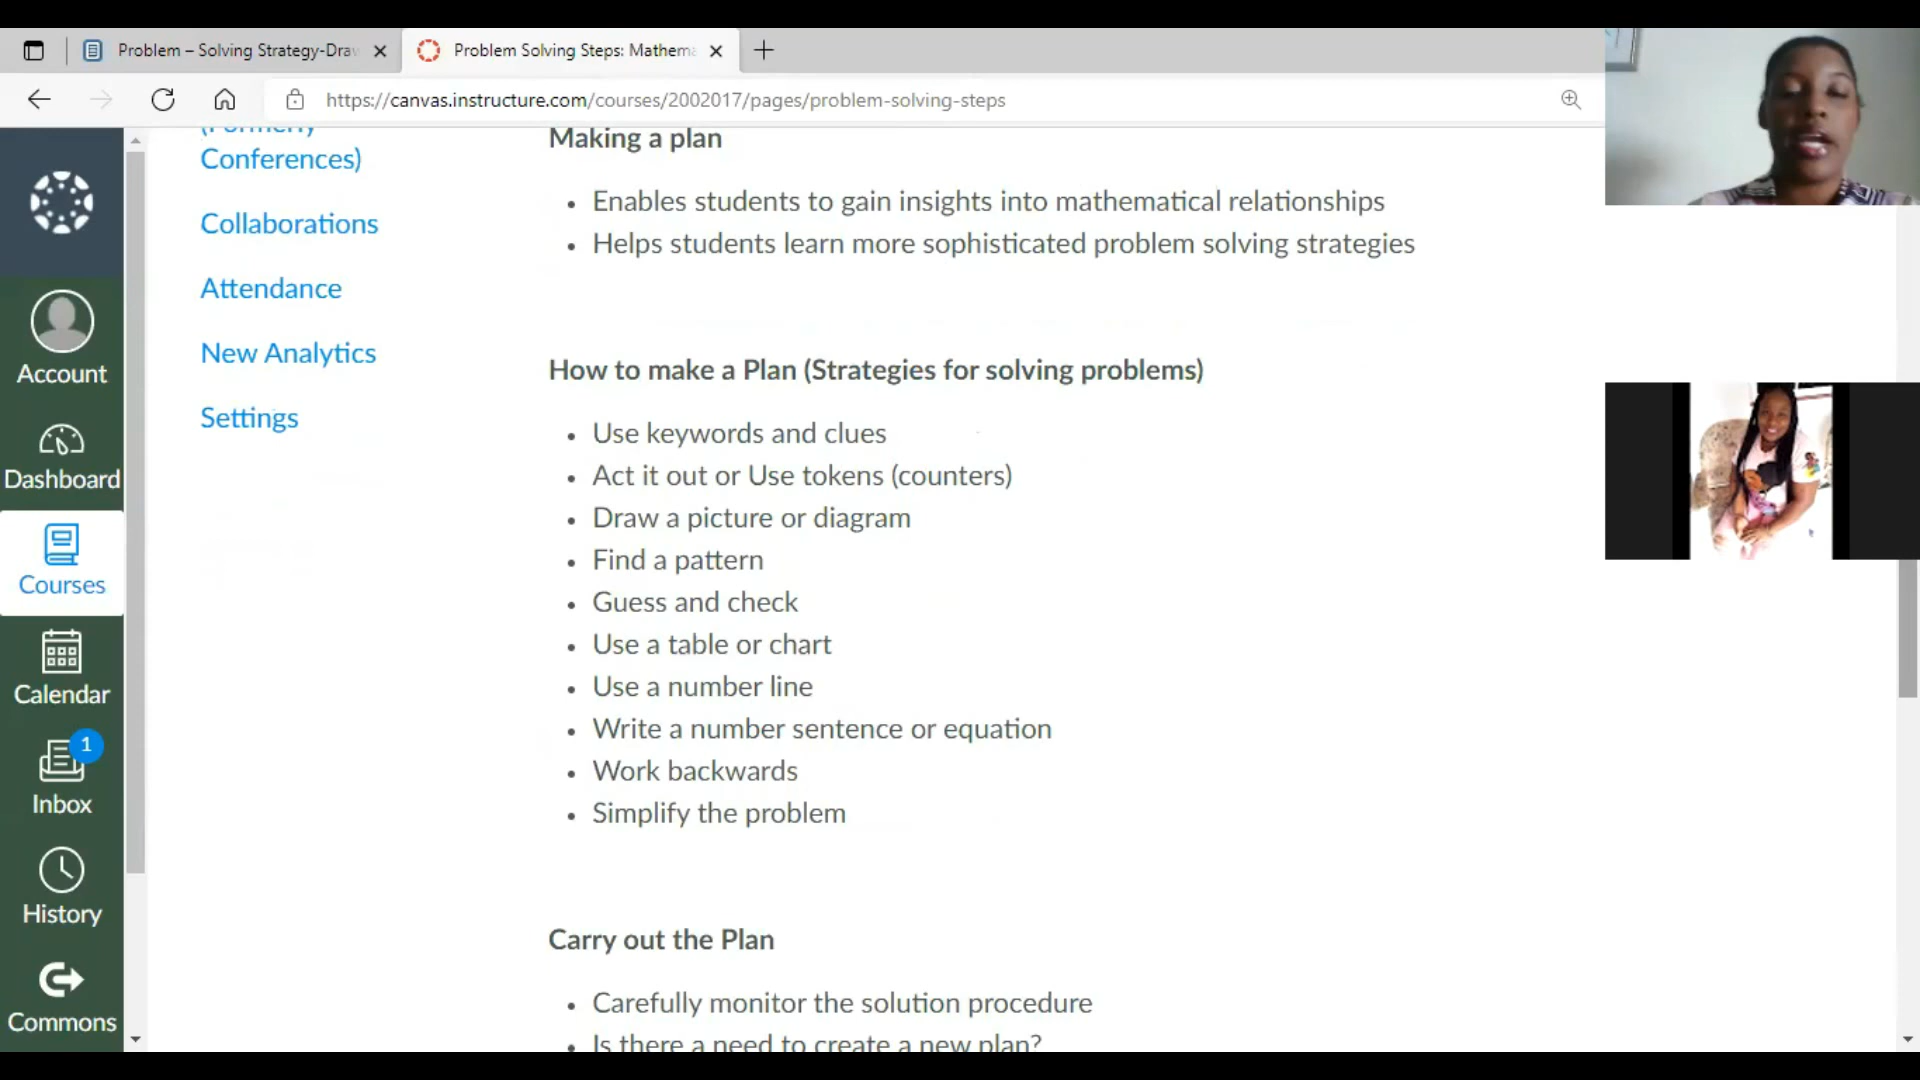 Problem – Solving Strategy-Drav
Problem Solving Steps: Mathema
https://canvas.instructure.com/courses/2002017/pages/problem-solving-steps
Account
Dashboard
Courses
Calendar
1
Inbox
History
Commons
(Formerly
Conferences)
Collaborations
Attendance
New Analytics
Settings
Making a plan
• Enables students to gain insights into mathematical relationships
• Helps students learn more sophisticated problem solving strategies
How to make a Plan (Strategies for solving problems)
• Use keywords and clues
• Act it out or Use tokens (counters)
• Draw a picture or diagram
• Find a pattern
• Guess and check
• Use a table or chart
• Use a number line
• Write a number sentence or equation
• Work backwards
• Simplify the problem
Carry out the Plan
• Carefully monitor the solution procedure
• Is there a need to create a new plan?